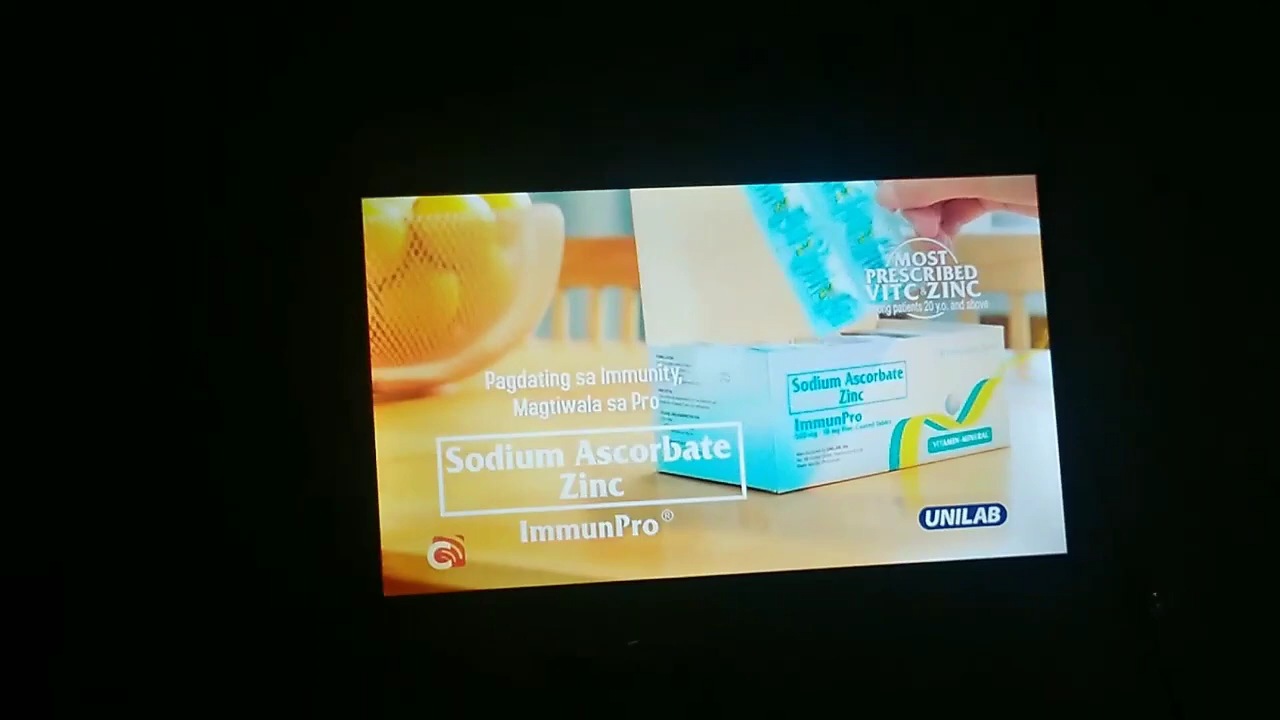 MOST
PRESCRIBED
VIT C & ZINC
patients 20 y.o. and above
Pagdating sa Immunity,
Magtiwala sa Pro
Sodium Ascorbate
Zinc
ImmunPro®
Sodium Ascorbate
Zinc
ImmunPro
VITAMIN-MINERAL
UNILAB